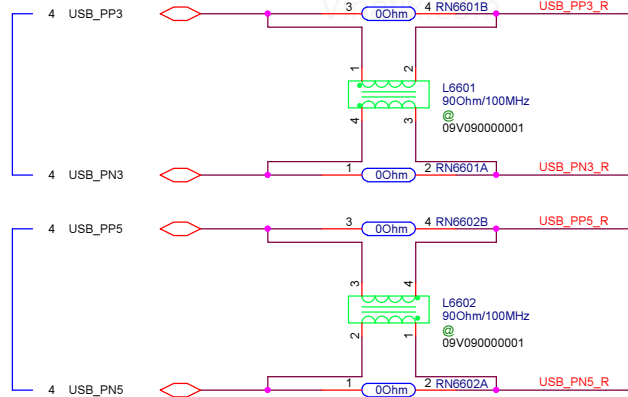 4 USB_PP3
3 0Ohm 4 RN6601B
USB_PP3_R
1 2
L6601
90Ohm/100MHz
@
09V090000001
4 3
4 USB_PN3
1 0Ohm 2 RN6601A
USB_PN3_R
4 USB_PP5
3 0Ohm 4 RN6602B
USB_PP5_R
3 4
L6602
90Ohm/100MHz
@
09V090000001
2 1
4 USB_PN5
1 0Ohm 2 RN6602A
USB_PN5_R